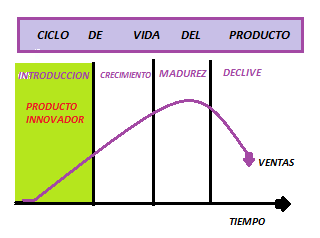 CICLO DE VIDA DEL PRODUCTO
INTRODUCCION CRECIMIENTO MADUREZ DECLIVE
PRODUCTO
INNOVADOR
VENTAS
TIEMPO